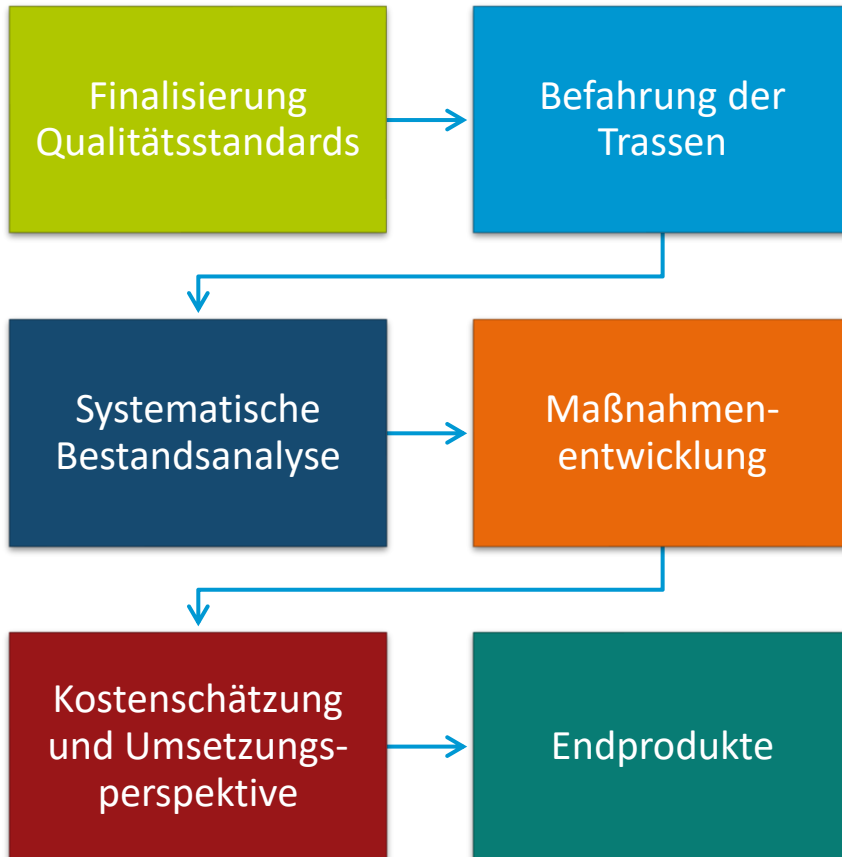 Finalisierung
Qualitätsstandards
Befahrung der
Trassen
Systematische
Bestandsanalyse
Maßnahmen-
entwicklung
Kostenschätzung
und Umsetzungs-
perspektive
Endprodukte